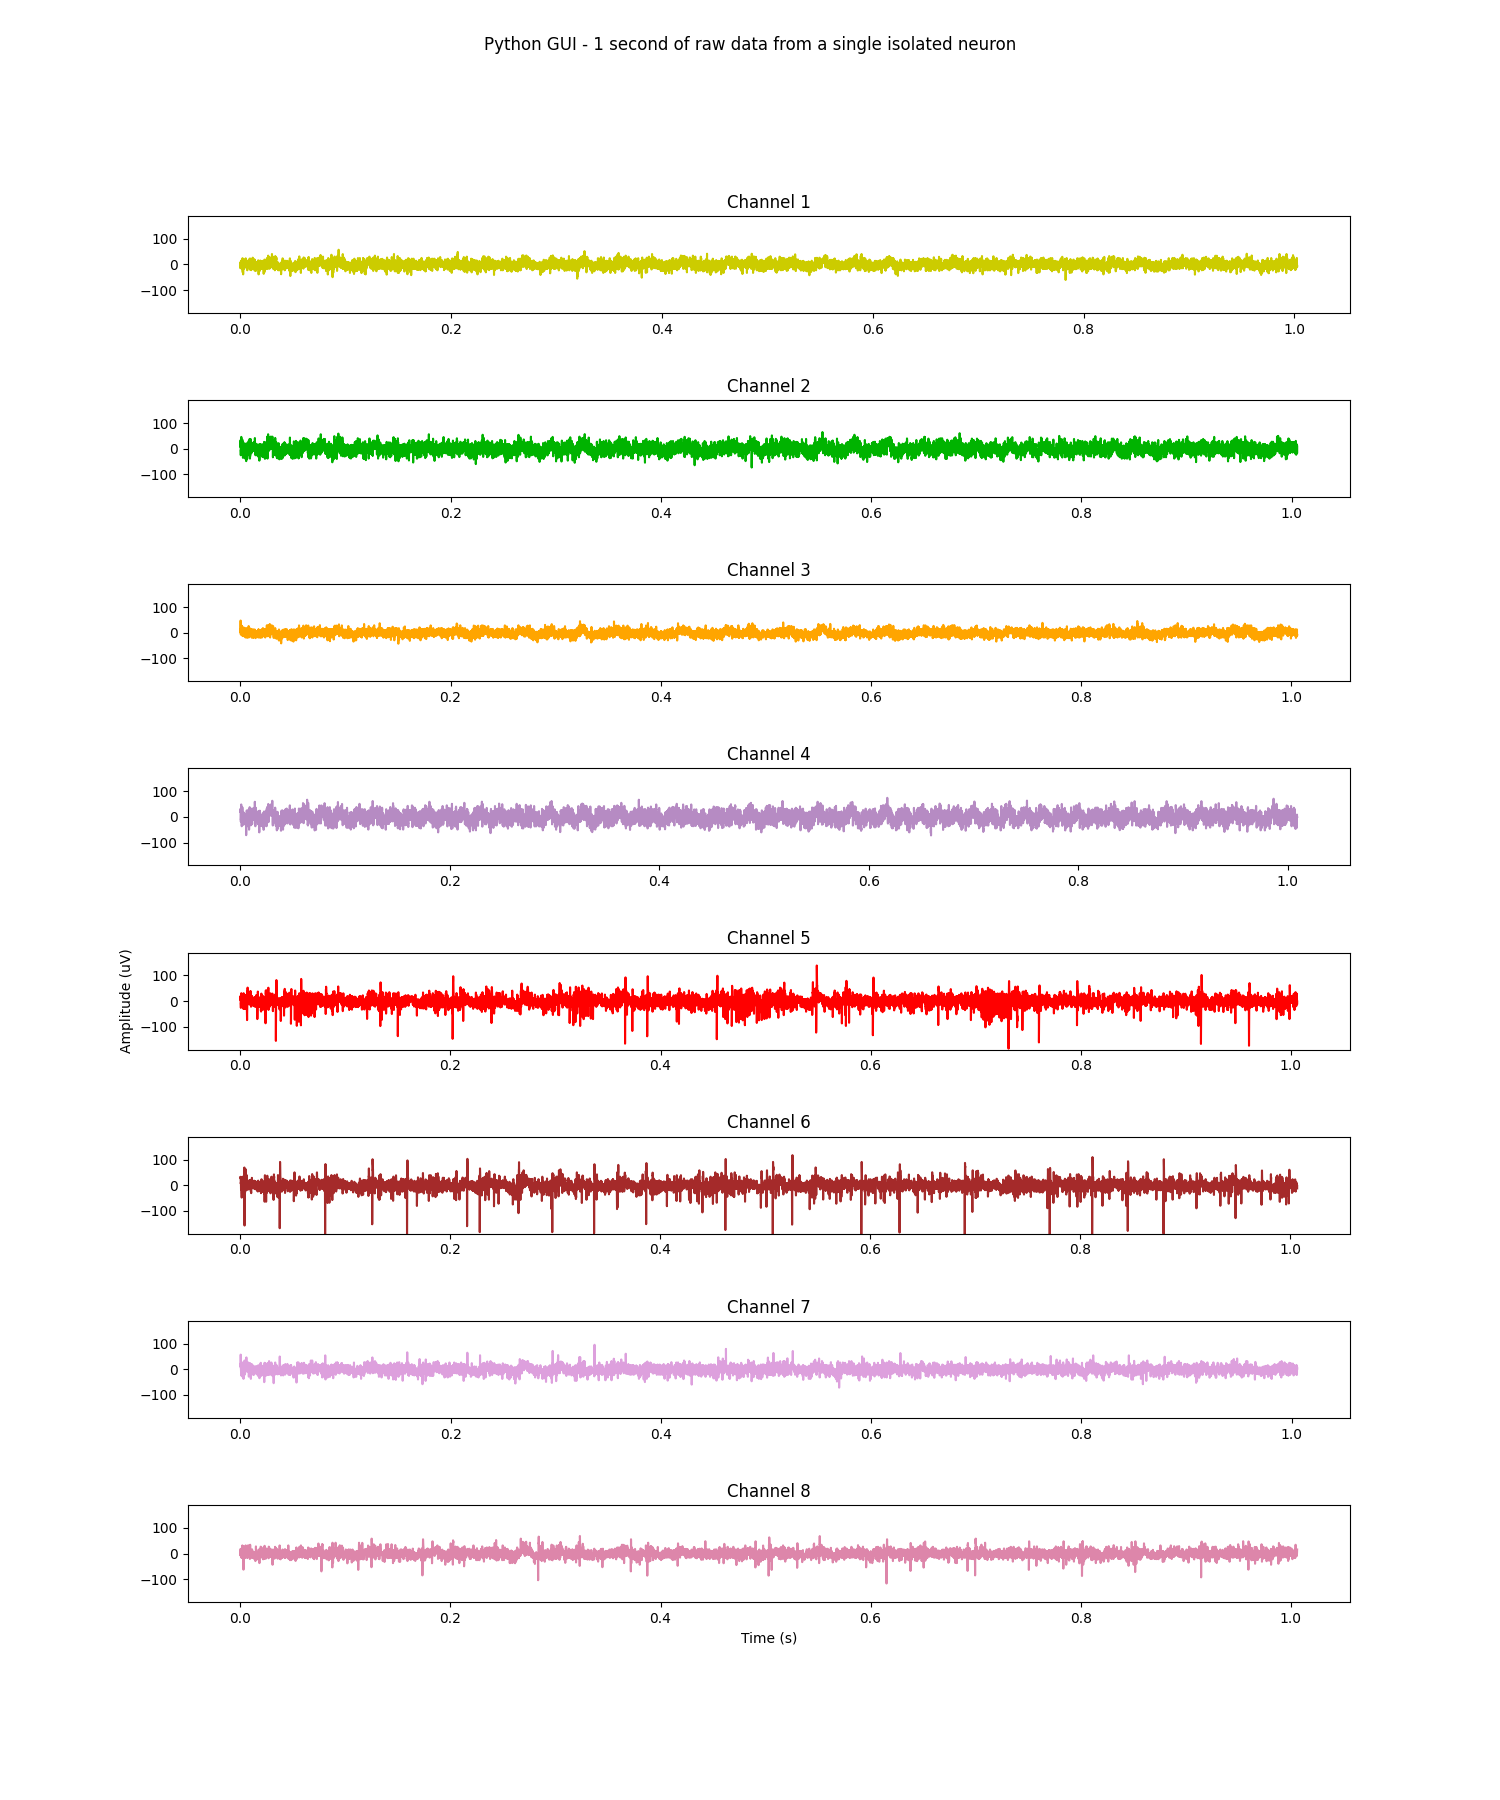 Python GUI - 1 second of raw data from a single isolated neuron
Channel 1
100
0
−100
0.0 0.2 0.4 0.6 0.8 1.0
Channel 2
100
0
−100
0.0 0.2 0.4 0.6 0.8 1.0
Channel 3
100
0
−100
0.0 0.2 0.4 0.6 0.8 1.0
Channel 4
100
0
−100
0.0 0.2 0.4 0.6 0.8 1.0
Channel 5
Amplitude (uV)
100
0
−100
0.0 0.2 0.4 0.6 0.8 1.0
Channel 6
100
0
−100
0.0 0.2 0.4 0.6 0.8 1.0
Channel 7
100
0
−100
0.0 0.2 0.4 0.6 0.8 1.0
Channel 8
100
0
−100
0.0 0.2 0.4 0.6 0.8 1.0
Time (s)